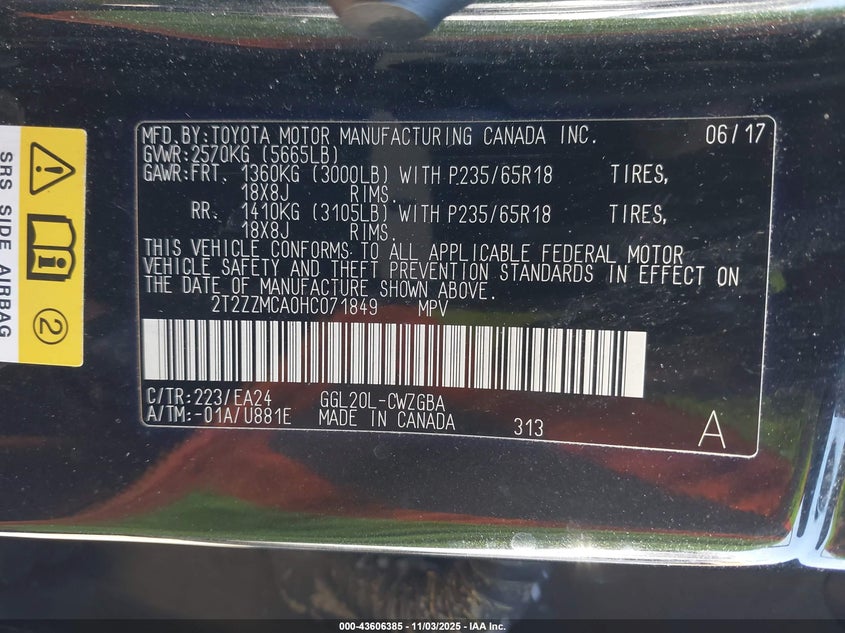 MFD.BY:TOYOTA MOTOR MANUFACTURING CANADA INC. 06/17
GVWR:2570KG (5665LB)
GAWR:FRT. 1360KG (3000LB) WITH P235/65R18 TIRES,
18X8J RIMS.
RR. 1410KG (3105LB) WITH P235/65R18 TIRES,
18X8J RIMS.
THIS VEHICLE CONFORMS TO ALL APPLICABLE FEDERAL MOTOR
VEHICLE SAFETY AND THEFT PREVENTION STANDARDS IN EFFECT ON
THE DATE OF MANUFACTURE SHOWN ABOVE.
2T2ZZMCA0HC071849 MPV
C/TR:223/EA24 GGL20L-CWZGBA
A/TM:-01A/U881E MADE IN CANADA 313 A
SRS SIDE AIRBAG
2
000-43606385 - 11/03/2025 - IAA Inc.